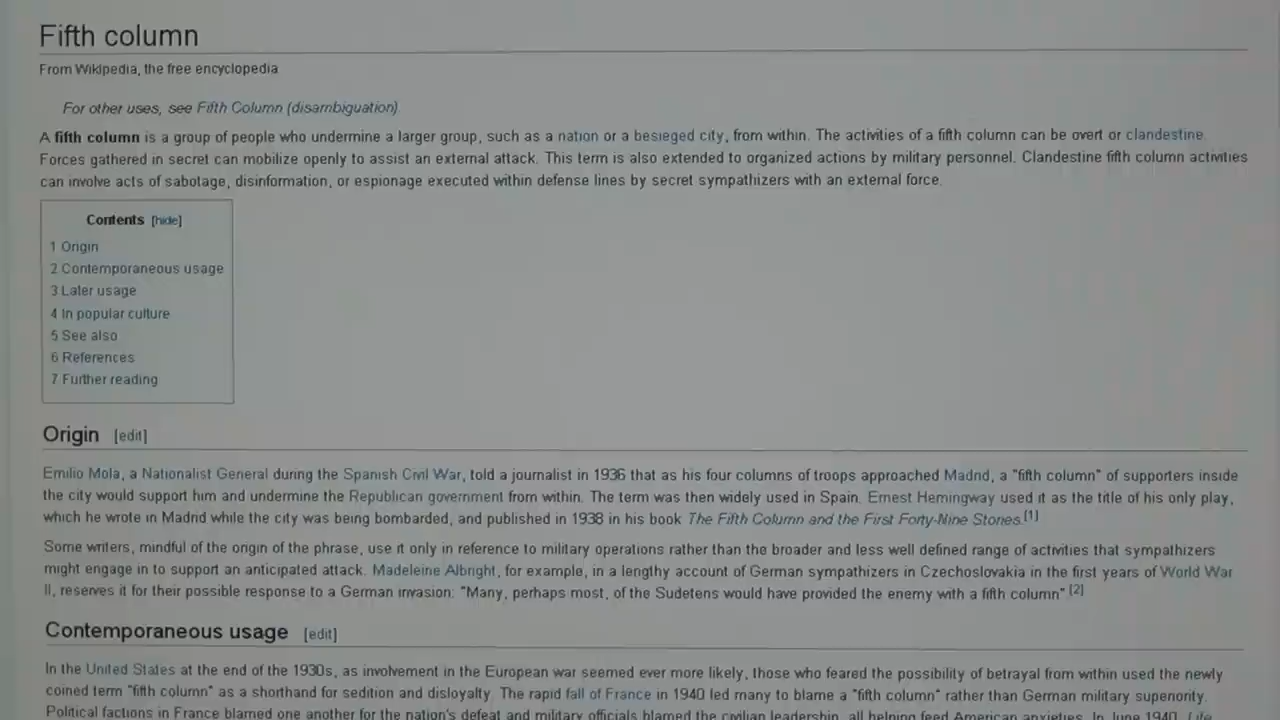 Fifth column
From Wikipedia, the free encyclopedia
For other uses, see Fifth Column (disambiguation).
A fifth column is a group of people who undermine a larger group, such as a nation or a besieged city, from within. The activities of a fifth column can be overt or clandestine.
Forces gathered in secret can mobilize openly to assist an external attack. This term is also extended to organized actions by military personnel. Clandestine fifth column activities
can involve acts of sabotage, disinformation, or espionage executed within defense lines by secret sympathizers with an external force.
Contents [hide]
1 Origin
2 Contemporaneous usage
3 Later usage
4 In popular culture
5 See also
6 References
7 Further reading
Origin [edit]
Emilio Mola, a Nationalist General during the Spanish Civil War, told a journalist in 1936 that as his four columns of troops approached Madrid, a "fifth column" of supporters inside
the city would support him and undermine the Republican government from within. The term was then widely used in Spain. Ernest Hemingway used it as the title of his only play,
which he wrote in Madrid while the city was being bombarded, and published in 1938 in his book The Fifth Column and the First Forty-Nine Stories.[1]
Some writers, mindful of the origin of the phrase, use it only in reference to military operations rather than the broader and less well defined range of activities that sympathizers
might engage in to support an anticipated attack. Madeleine Albright, for example, in a lengthy account of German sympathizers in Czechoslovakia in the first years of World War
II, reserves it for their possible response to a German invasion: "Many, perhaps most, of the Sudetens would have provided the enemy with a fifth column" [2]
Contemporaneous usage [edit]
In the United States at the end of the 1930s, as involvement in the European war seemed ever more likely, those who feared the possibility of betrayal from within used the newly
coined term "fifth column" as a shorthand for sedition and disloyalty. The rapid fall of France in 1940 led many to blame a "fifth column" rather than German military superiority.
Political factions in France blamed one another for the nation's defeat and military officials blamed the civilian leadership, all helping feed American anxieties. In June 1940, Life